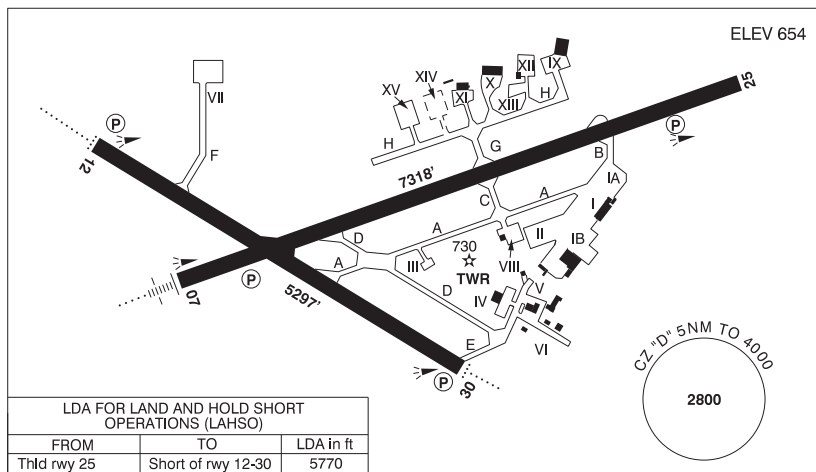 ELEV 654
XV
XIV
XI
X
XIII
XII
IX
H
VII
P
12
F
H
G
25
P
7318'
B
IA
C
A
I
D
A
II
IB
730
TWR
III
VIII
A
P
07
5297'
D
IV
V
VI
E
P
30
CZ "D" 5NM TO 4000
2800
LDA FOR LAND AND HOLD SHORT
OPERATIONS (LAHSO)
FROM TO LDA in ft
Thld rwy 25 Short of rwy 12-30 5770